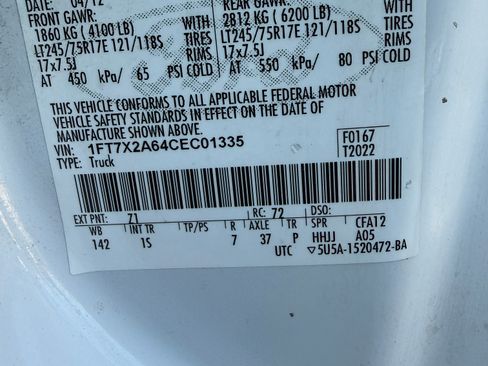 04/12
FRONT GAWR: REAR GAWR:
1860 KG ( 4100 LB) WITH 2812 KG ( 6200 LB) WITH
LT245/75R17E 121/118S TIRES LT245/75R17E 121/118S TIRES
17x7.5J RIMS 17x7.5J RIMS
AT 450 kPa/ 65 PSI COLD AT 550 kPa/ 80 PSI COLD
THIS VEHICLE CONFORMS TO ALL APPLICABLE FEDERAL MOTOR
VEHICLE SAFETY STANDARDS IN EFFECT ON THE DATE OF
MANUFACTURE SHOWN ABOVE.
VIN: 1FT7X2A64CEC01335 F0167
TYPE: Truck T2022
EXT PNT: 71 RC: 72 DSO:
WB INT TR TP/PS R AXLE TR SPR CFA12
142 1S 7 37 P HHJJ A05
UTC ▽5U5A-1520472-BA